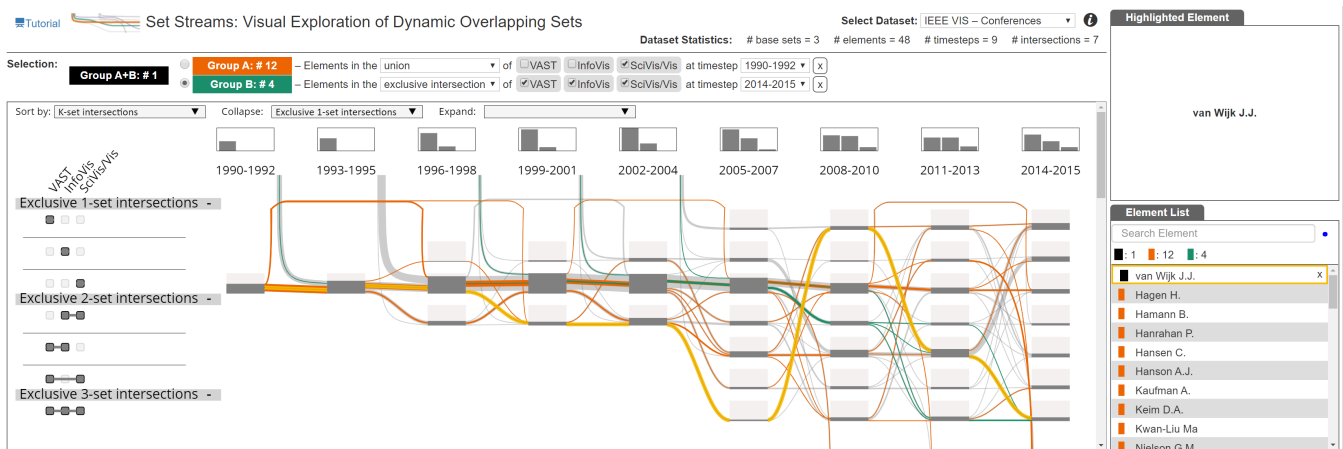 Tutorial Set Streams: Visual Exploration of Dynamic Overlapping Sets Select Dataset: IEEE VIS – Conferences ▼ i
Dataset Statistics: # base sets = 3 # elements = 48 # timesteps = 9 # intersections = 7
Selection: Group A+B: # 1
Group A: # 12 – Elements in the union ▼ of VAST InfoVis SciVis/Vis at timestep 1990-1992 ▼ x
Group B: # 4 – Elements in the exclusive intersection ▼ of VAST InfoVis SciVis/Vis at timestep 2014-2015 ▼ x
Sort by: K-set intersections ▼ Collapse: Exclusive 1-set intersections ▼ Expand: ▼
1990-1992 1993-1995 1996-1998 1999-2001 2002-2004 2005-2007 2008-2010 2011-2013 2014-2015
VAST InfoVis SciVis/Vis
Exclusive 1-set intersections -
Exclusive 2-set intersections -
Exclusive 3-set intersections -
Highlighted Element
van Wijk J.J.
Element List
Search Element
: 1 : 12 : 4
van Wijk J.J. x
Hagen H.
Hamann B.
Hanrahan P.
Hansen C.
Hanson A.J.
Kaufman A.
Keim D.A.
Kwan-Liu Ma
Nielson G.M.